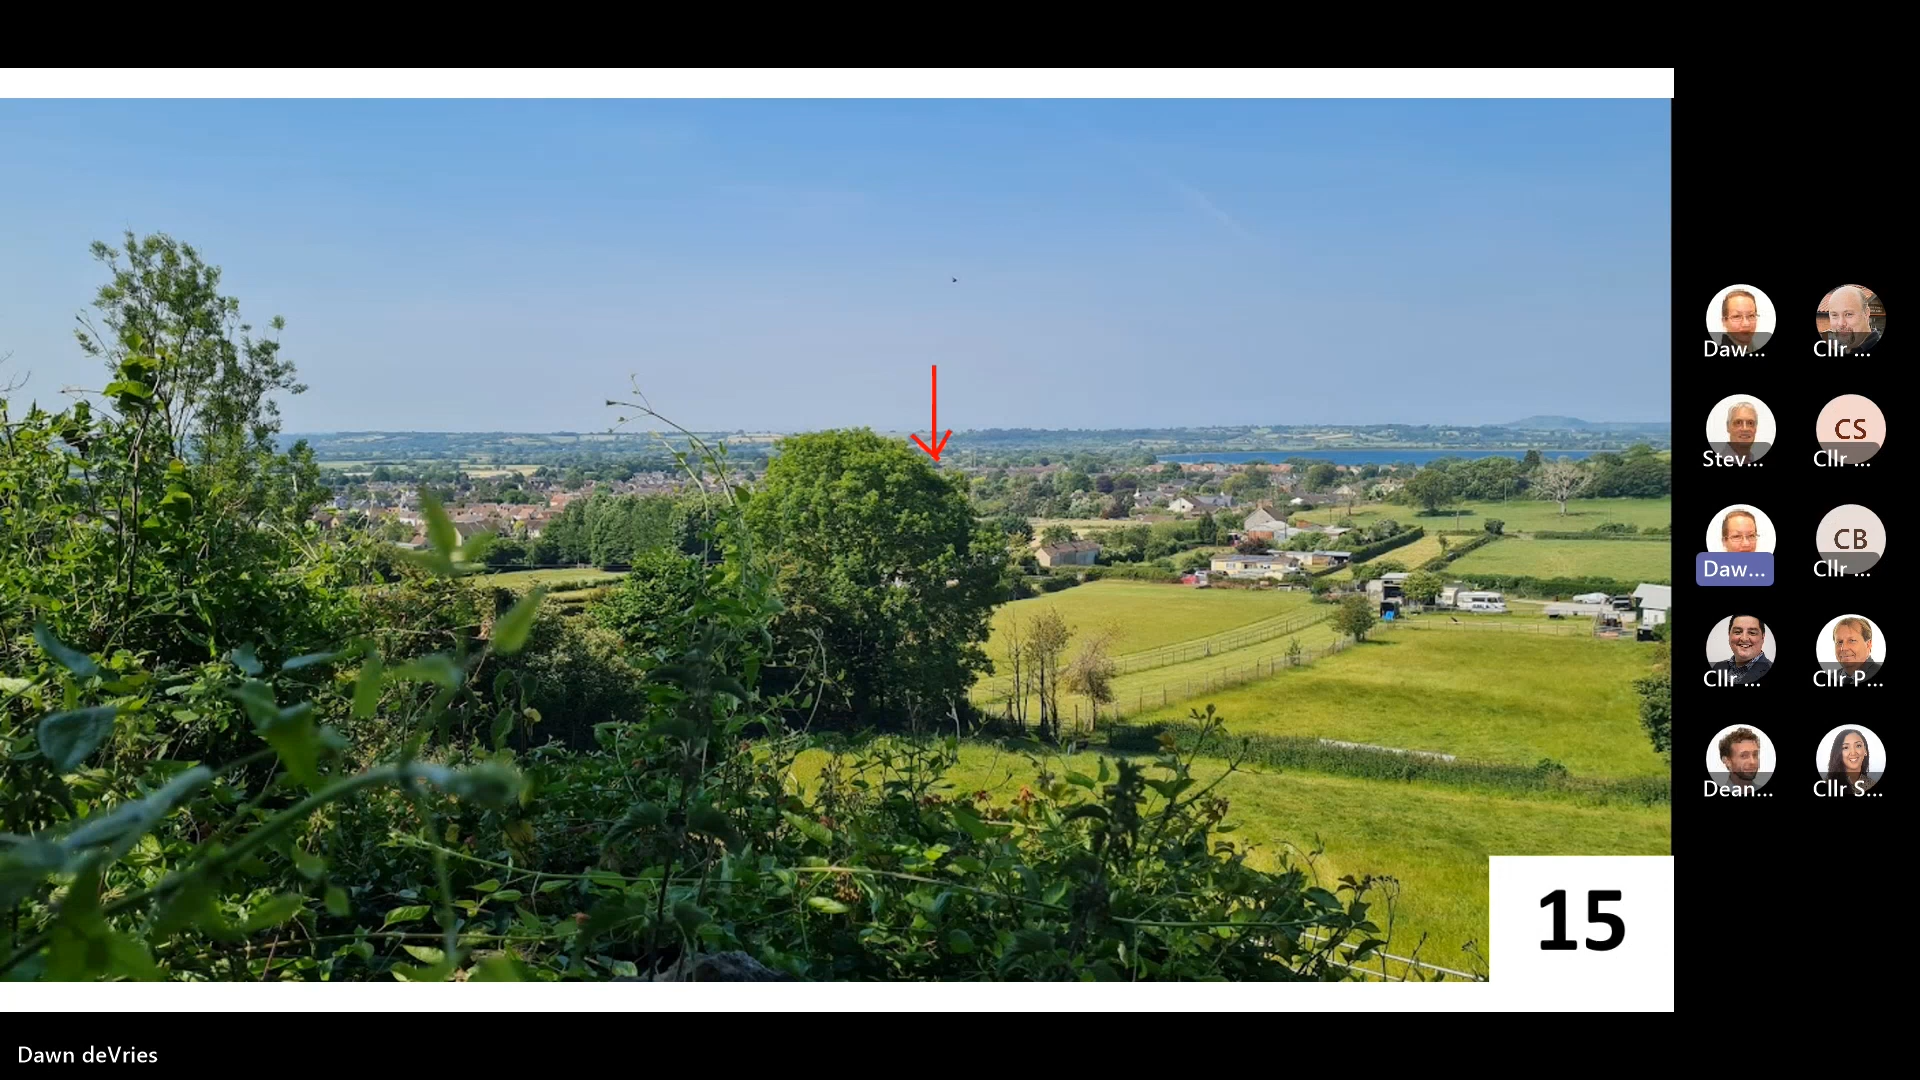 Daw...
Cllr ...
Stev...
CS
Cllr ...
Daw...
CB
Cllr ...
Cllr ...
Cllr P...
Dean...
Cllr S...
15
Dawn deVries